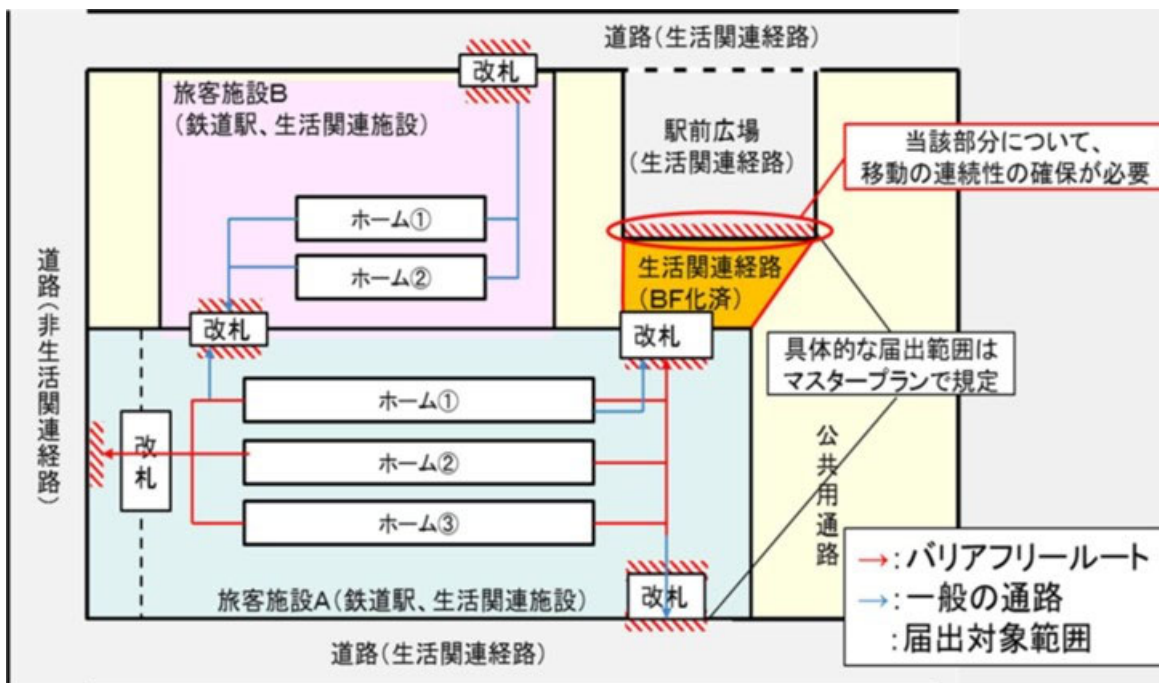 道路(生活関連経路)
改札
旅客施設B
(鉄道駅、生活関連施設)
駅前広場
(生活関連経路)
当該部分について、
移動の連続性の確保が必要
ホーム①
ホーム②
生活関連経路
(BF化済)
道路(非生活関連経路)
改札
改札
具体的な届出範囲は
マスタープランで規定
ホーム①
改札
ホーム②
ホーム③
公共用通路
旅客施設A(鉄道駅、生活関連施設)
改札
道路(生活関連経路)
→:バリアフリールート
→:一般の通路
:届出対象範囲